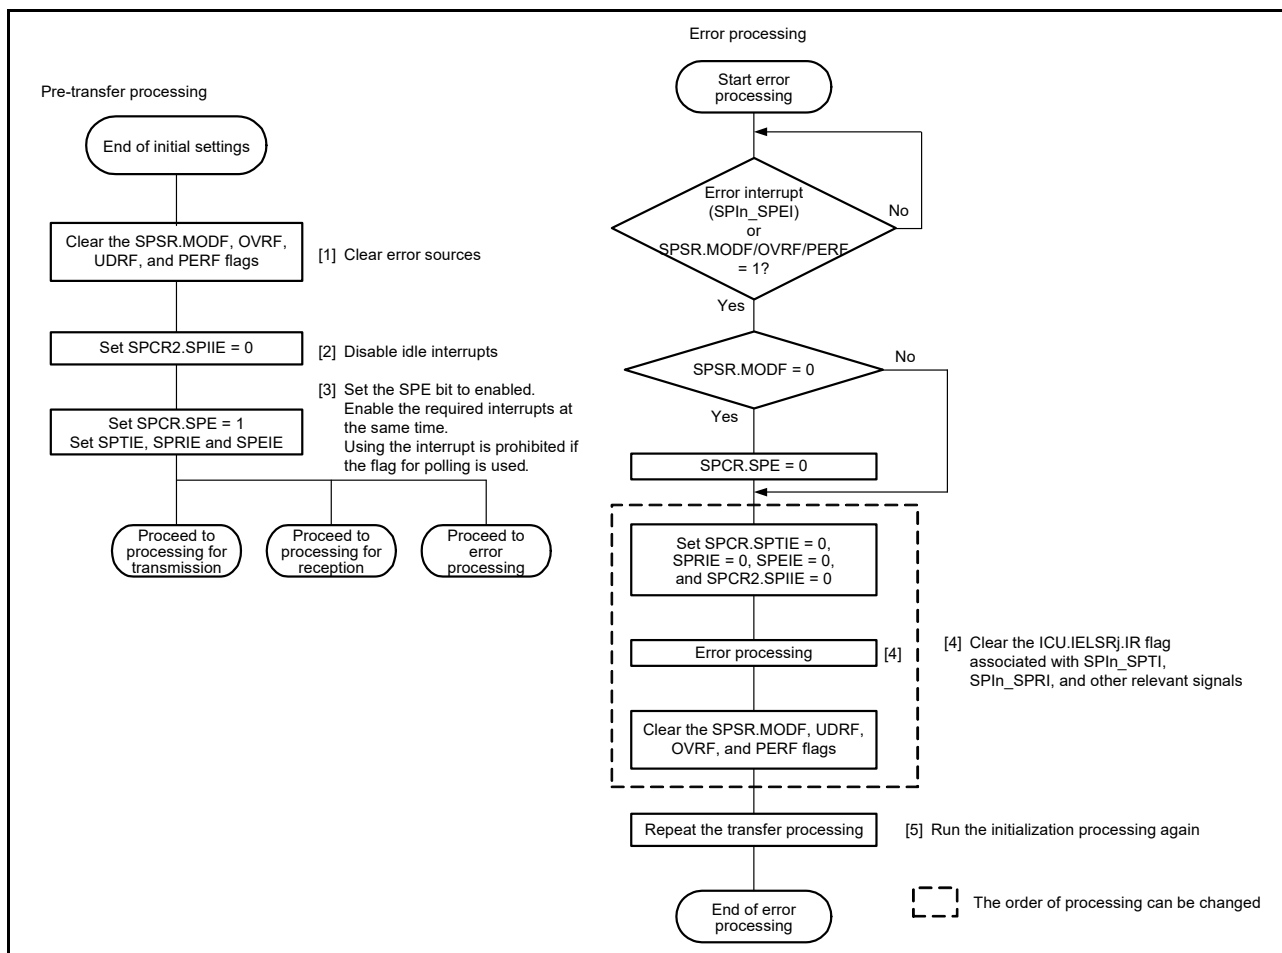 Pre-transfer processing
End of initial settings
Clear the SPSR.MODF, OVRF,
UDRF, and PERF flags
[1] Clear error sources
Set SPCR2.SPIIE = 0
[2] Disable idle interrupts
Set SPCR.SPE = 1
Set SPTIE, SPRIE and SPEIE
[3] Set the SPE bit to enabled.
Enable the required interrupts at
the same time.
Using the interrupt is prohibited if
the flag for polling is used.
Proceed to
processing for
transmission
Proceed to
processing for
reception
Proceed to
error
processing
Error processing
Start error
processing
Error interrupt
(SPIn_SPEI)
or
SPSR.MODF/OVRF/PERF
= 1?
No
Yes
SPSR.MODF = 0
No
Yes
SPCR.SPE = 0
Set SPCR.SPTIE = 0,
SPRIE = 0, SPEIE = 0,
and SPCR2.SPIIE = 0
Error processing
[4]
[4] Clear the ICU.IELSRj.IR flag
associated with SPIn_SPTI,
SPIn_SPRI, and other relevant signals
Clear the SPSR.MODF, UDRF,
OVRF, and PERF flags
Repeat the transfer processing
[5] Run the initialization processing again
End of error
processing
The order of processing can be changed